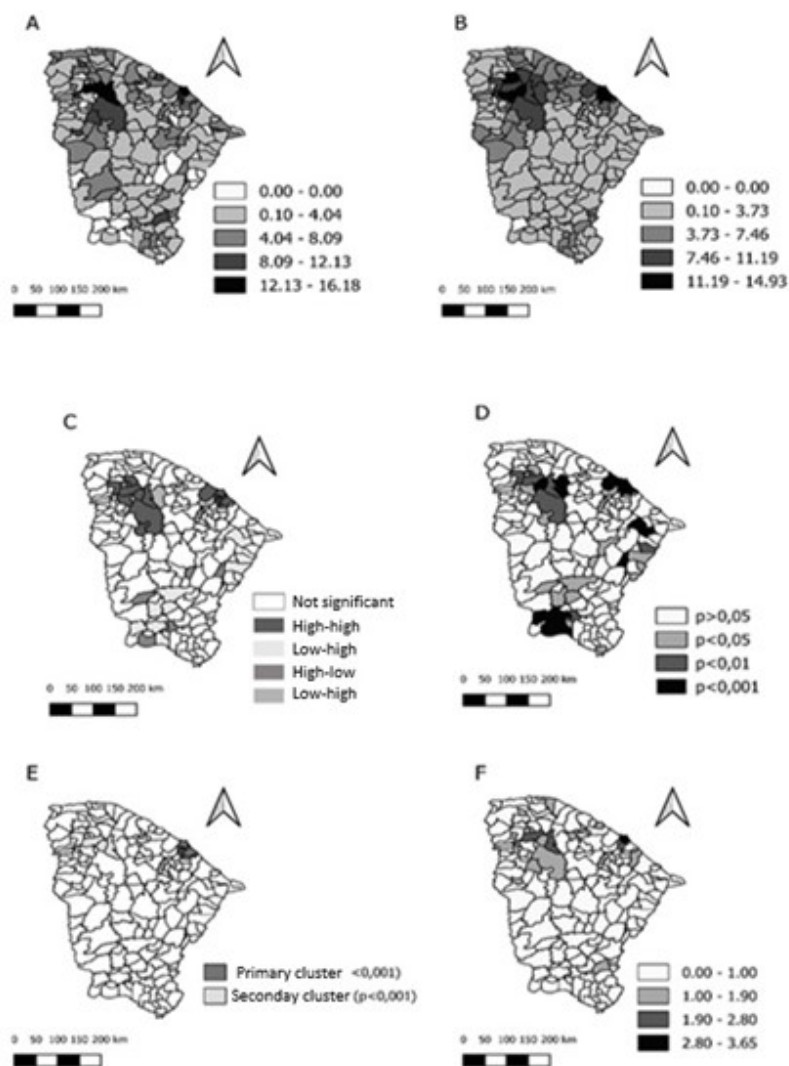 A
0.00 - 0.00
0.10 - 4.04
4.04 - 8.09
8.09 - 12.13
12.13 - 16.18
0 50 100 150 200 km
B
0.00 - 0.00
0.10 - 3.73
3.73 - 7.46
7.46 - 11.19
11.19 - 14.93
0 50 100 150 200 km
C
Not significant
High-high
Low-high
High-low
Low-high
0 50 100 150 200 km
D
p>0,05
p<0,05
p<0,01
p<0,001
0 50 100 150 200 km
E
Primary cluster <0,001)
Seconday cluster (p<0,001)
0 50 100 150 200 km
F
0.00 - 1.00
1.00 - 1.90
1.90 - 2.80
2.80 - 3.65
0 50 100 150 200 km